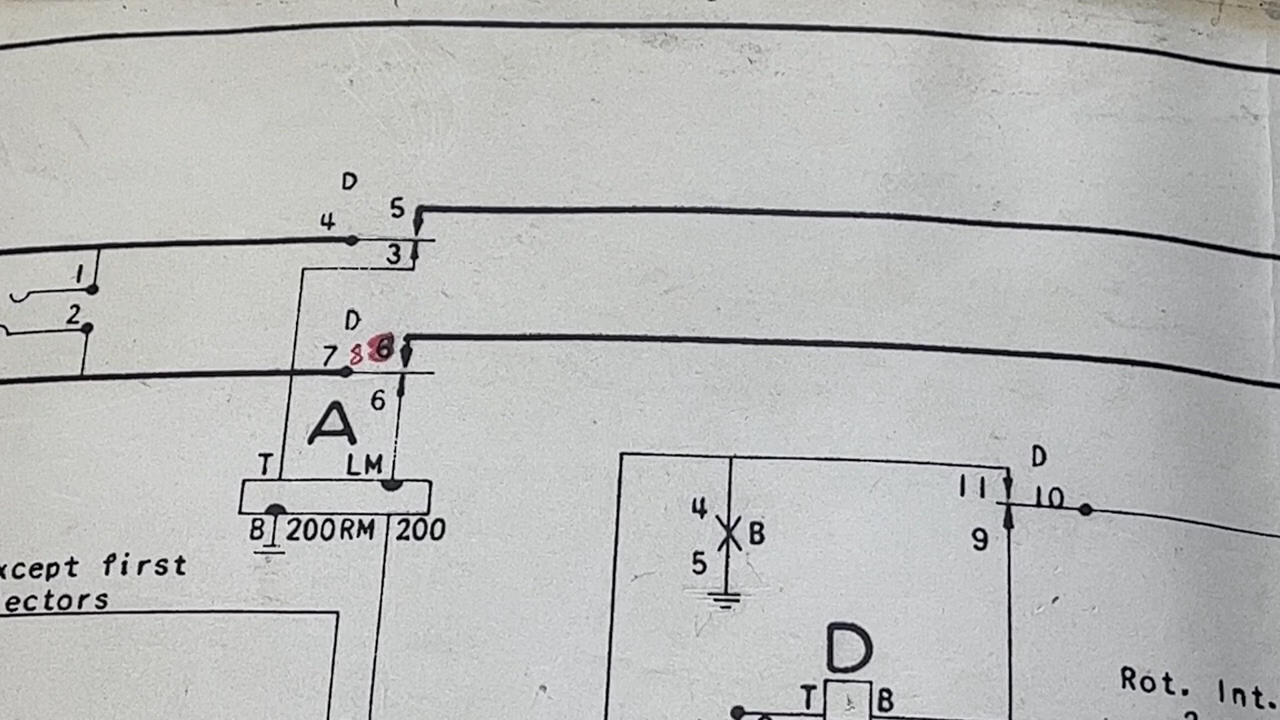 D
4 5
3
1
2
D
7 8 6
6
A
T LM
B 200RM 200
xcept first
ectors
D
11 10
9
4
B
5
D
T B
Rot. Int.